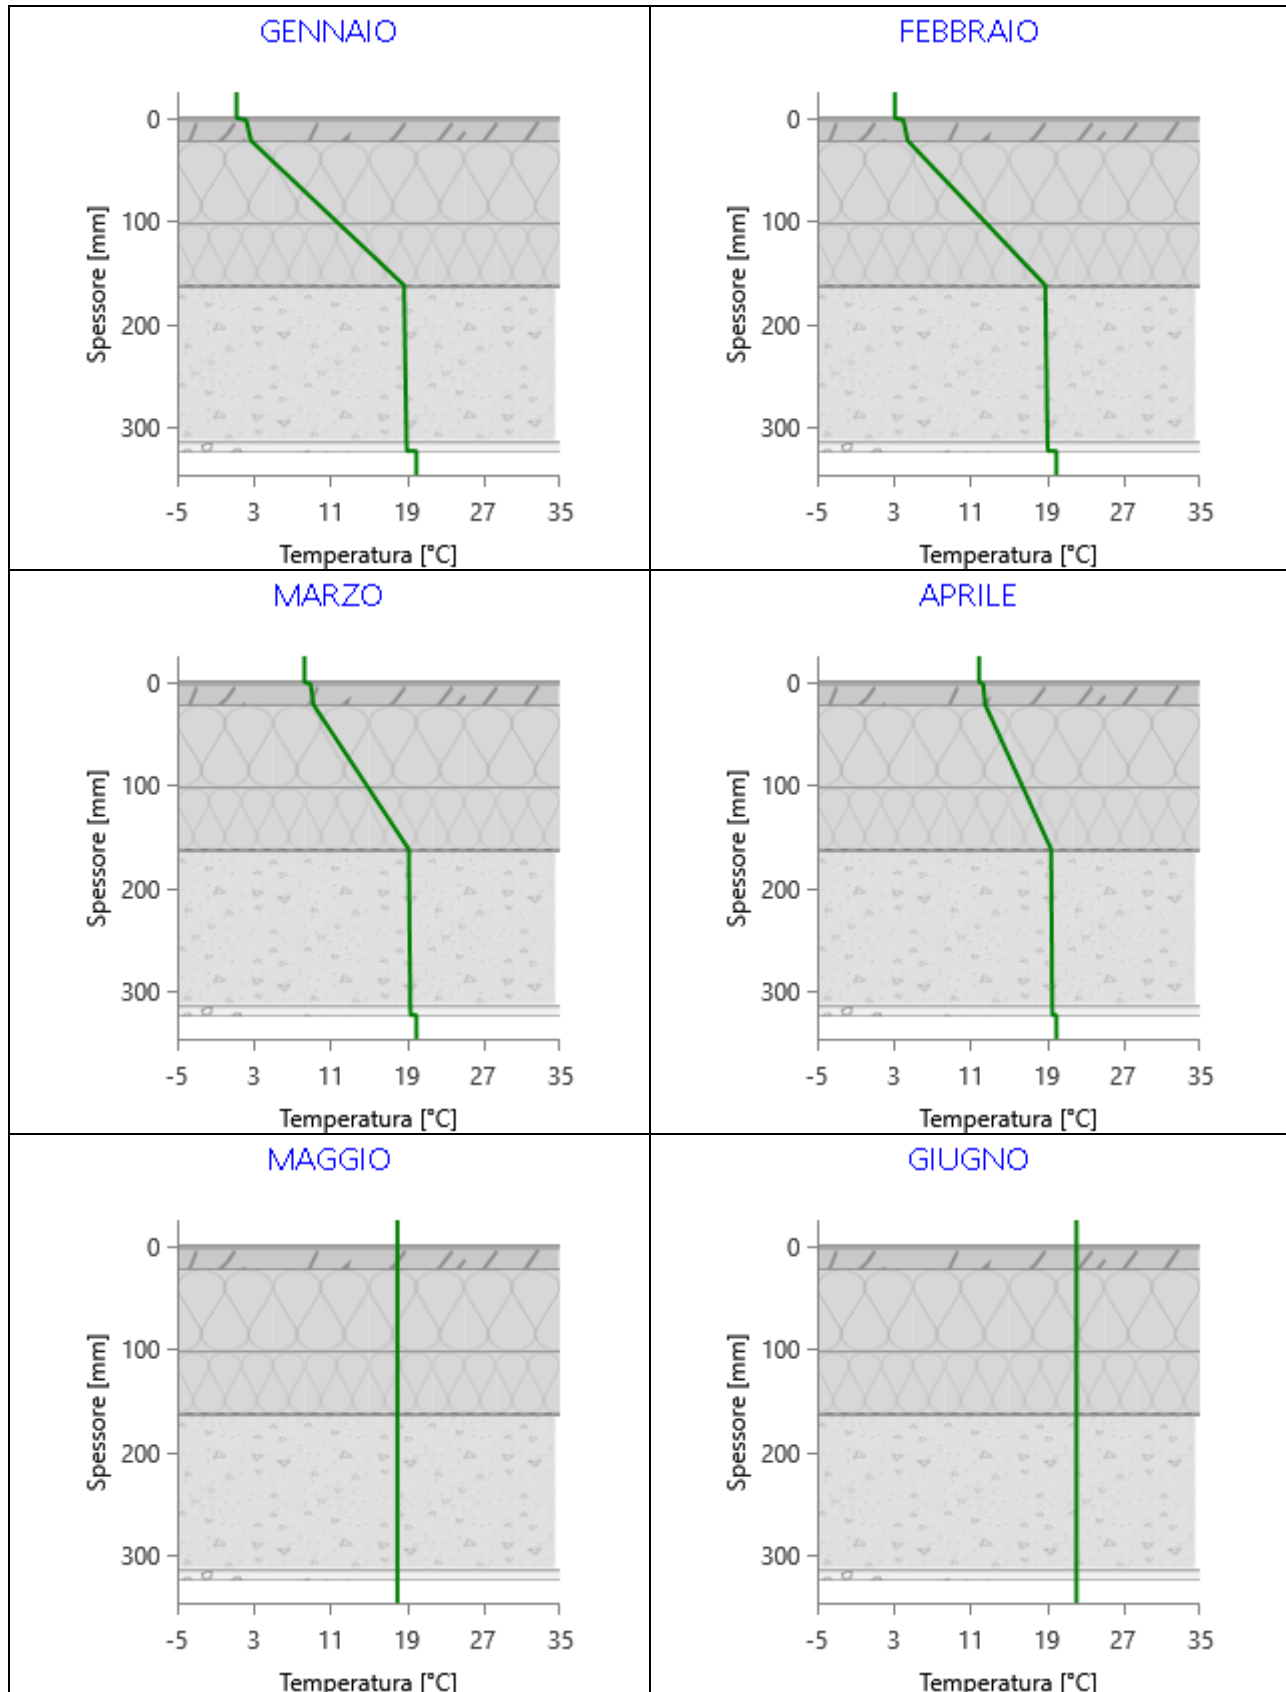 GENNAIO
0
100
200
300
Spessore [mm]
-5 3 11 19 27 35
Temperatura [°C]
FEBBRAIO
0
100
200
300
Spessore [mm]
-5 3 11 19 27 35
Temperatura [°C]
MARZO
0
100
200
300
Spessore [mm]
-5 3 11 19 27 35
Temperatura [°C]
APRILE
0
100
200
300
Spessore [mm]
-5 3 11 19 27 35
Temperatura [°C]
MAGGIO
0
100
200
300
Spessore [mm]
-5 3 11 19 27 35
Temperatura [°C]
GIUGNO
0
100
200
300
Spessore [mm]
-5 3 11 19 27 35
Temperatura [°C]